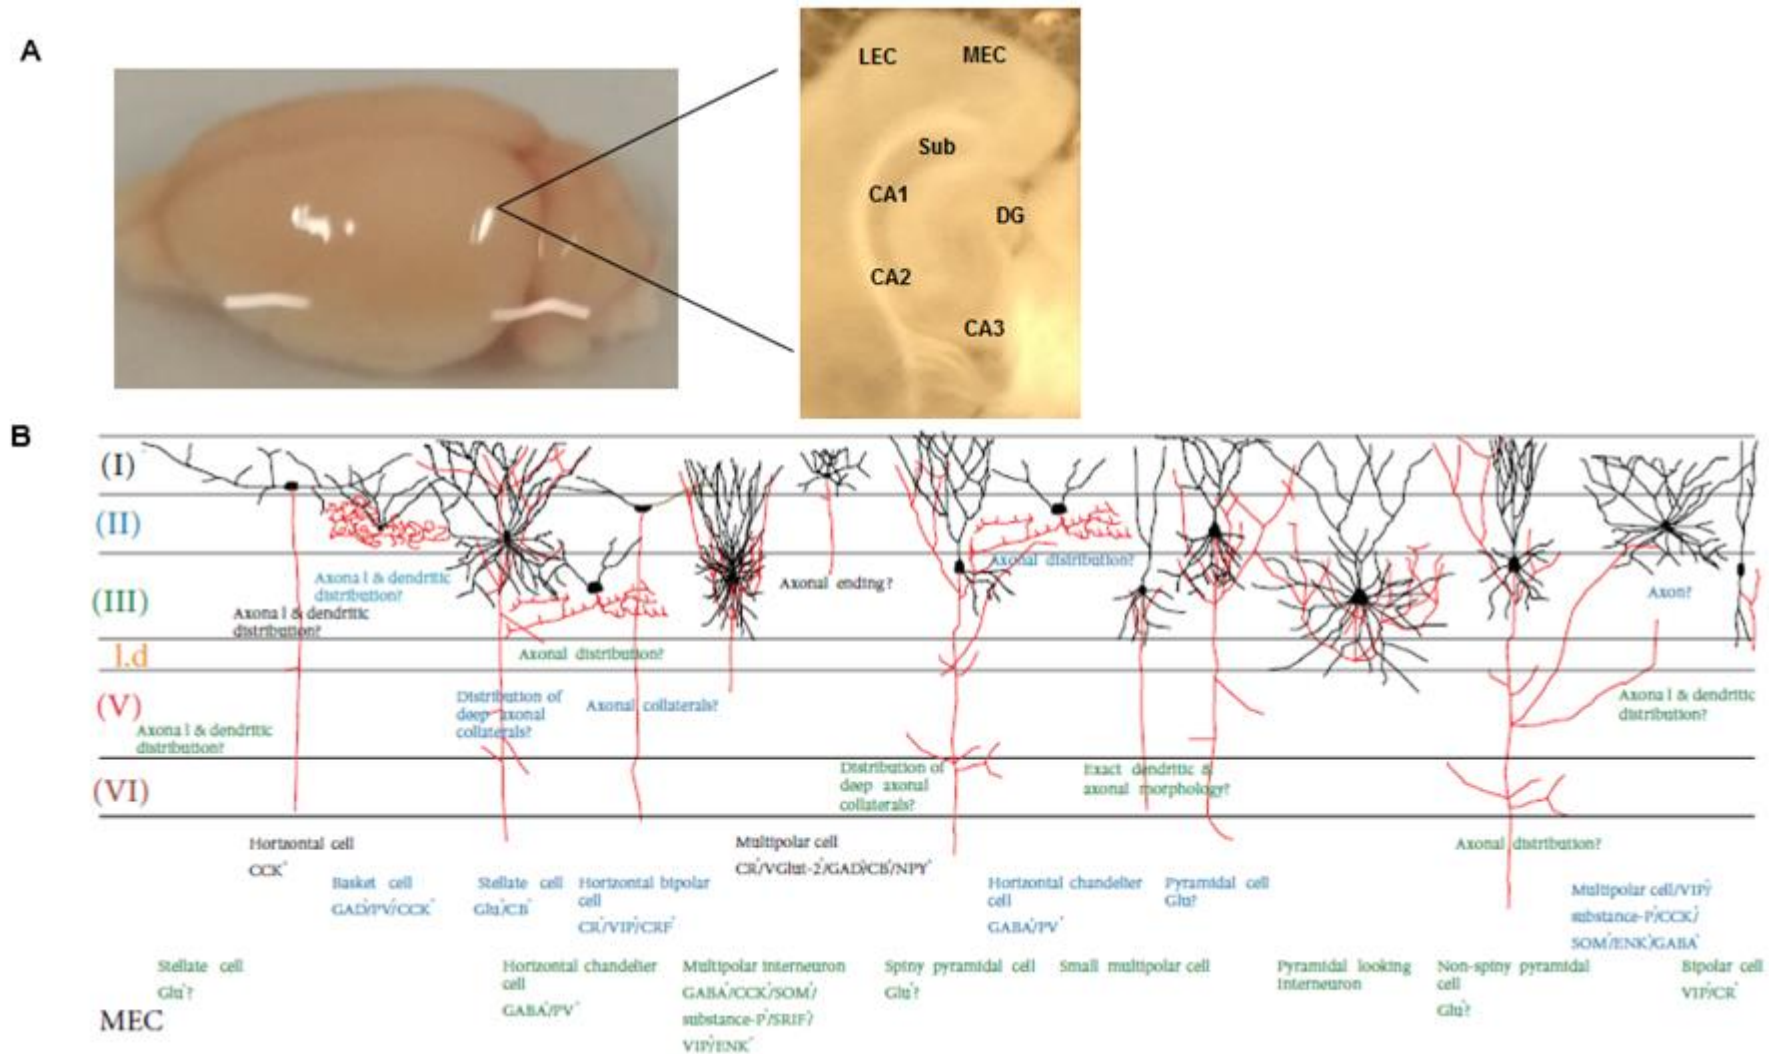 A
LEC
MEC
Sub
CA1
DG
CA2
CA3
B
(I)
(II)
(III)
l.d
(V)
(VI)
Axonal & dendritic
distribution?
Axonal & dendritic
distribution?
Axonal & dendritic
distribution?
Axonal distribution?
Distribution of
deep axonal
collaterals?
Axonal collaterals?
Axonal ending?
Axonal distribution?
Distribution of
deep axonal
collaterals?
Exact dendritic &
axonal morphology?
Axon?
Axonal & dendritic
distribution?
Axonal distribution?
Horizontal cell
CCK+
Multipolar cell
CR+/VGlut-2+/GAD+/CB+/NPY+
Basket cell
GAD+/PV+/CCK+
Stellate cell
Glu+/CB+
Horizontal bipolar
cell
CR+/VIP+/CRF+
Horizontal chandelier
cell
GABA+/PV+
Pyramidal cell
Glu?
Multipolar cell/VIP+/
substance-P+/CCK+/
SOM+/ENK+/GABA+
Stellate cell
Glu+?
Horizontal chandelier
cell
GABA+/PV+
Multipolar interneuron
GABA+/CCK+/SOM+/
substance-P+/SRIF+/
VIP+/ENK+
Spiny pyramidal cell
Glu+?
Small multipolar cell
Pyramidal looking
interneuron
Non-spiny pyramidal
cell
Glu+?
Bipolar cell
VIP+/CR+
MEC